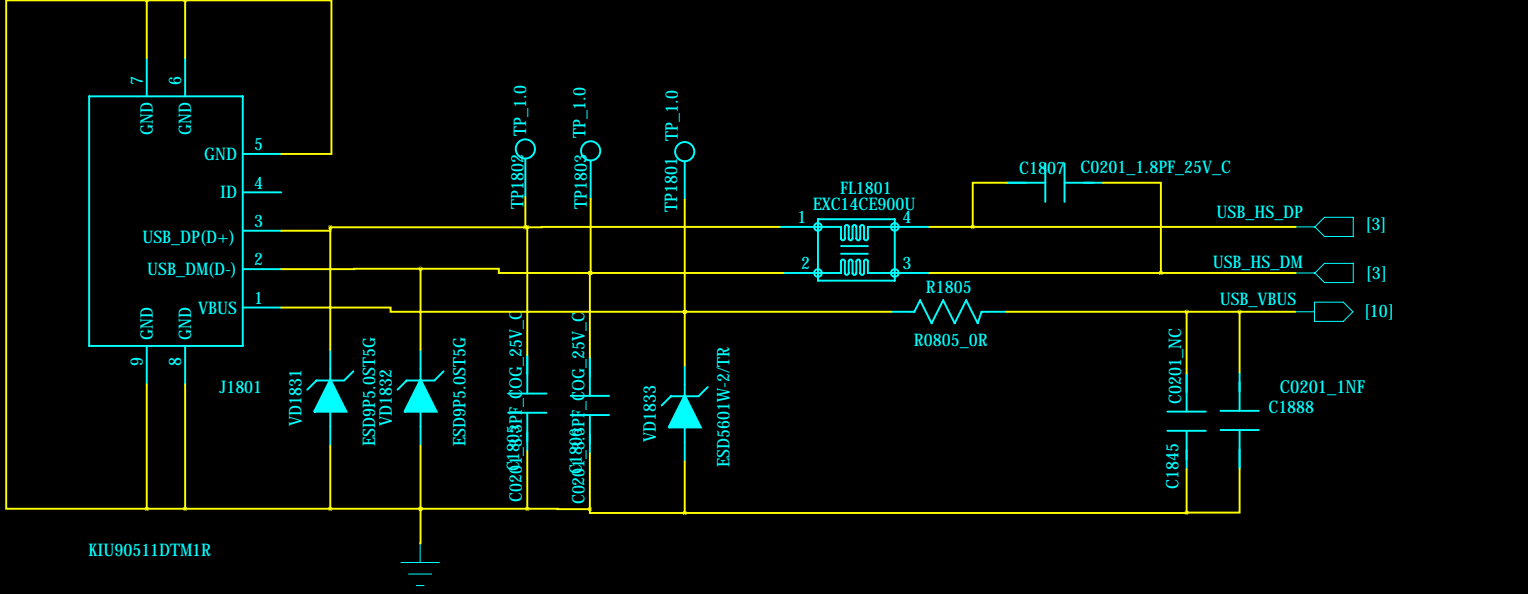 7
6
GND
GND
GND
5
ID
4
USB_DP(D+)
3
USB_DM(D-)
2
VBUS
1
GND
GND
9
8
J1801
KIU90511DTM1R
TP_1.0
TP1802
TP_1.0
TP1803
TP_1.0
TP1801
VD1831
ESD9P5.0ST5G
VD1832
ESD9P5.0ST5G
VD1833
ESD5601W-2/TR
FL1801
EXC14CE900U
1
4
2
3
C1807
C0201_1.8PF_25V_C
R1805
R0805_0R
USB_HS_DP
[3]
USB_HS_DM
[3]
USB_VBUS
[10]
C0201_NC
C1845
C0201_1NF
C1888